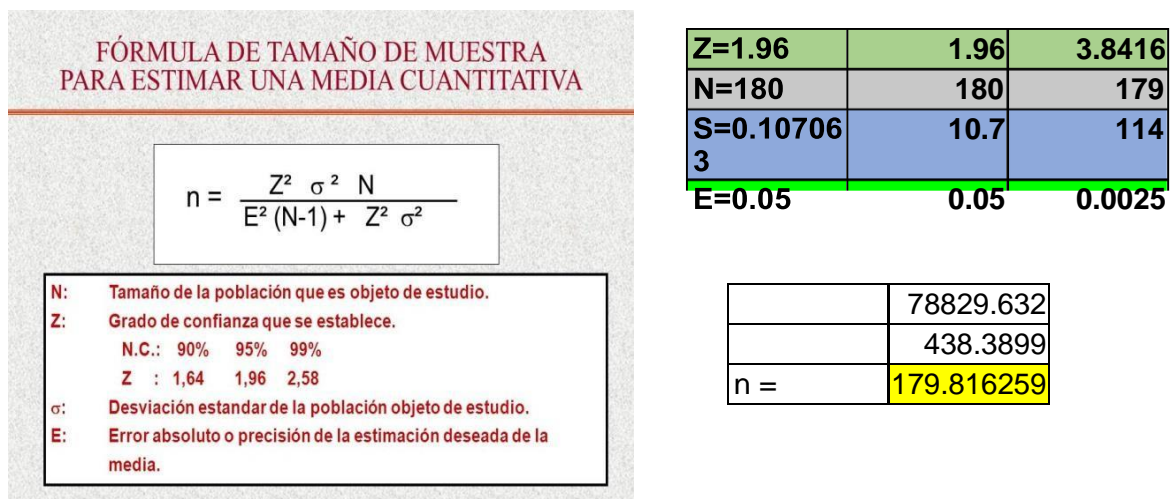 FÓRMULA DE TAMAÑO DE MUESTRA
PARA ESTIMAR UNA MEDIA CUANTITATIVA
n = Z² σ² N
E² (N-1) + Z² σ²
N: Tamaño de la población que es objeto de estudio.
Z: Grado de confianza que se establece.
N.C.: 90% 95% 99%
Z : 1,64 1,96 2,58
σ: Desviación estandar de la población objeto de estudio.
E: Error absoluto o precisión de la estimación deseada de la
media.
Z=1.96 1.96 3.8416
N=180 180 179
S=0.10706 10.7 114
3
E=0.05 0.05 0.0025
78829.632
438.3899
n = 179.816259